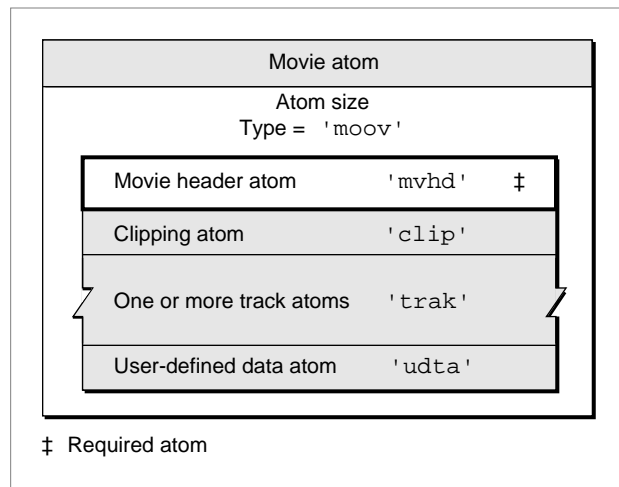 Movie atom
Atom size
Type = 'moov'
Movie header atom 'mvhd' ‡
Clipping atom 'clip'
One or more track atoms 'trak'
User-defined data atom 'udta'
‡ Required atom